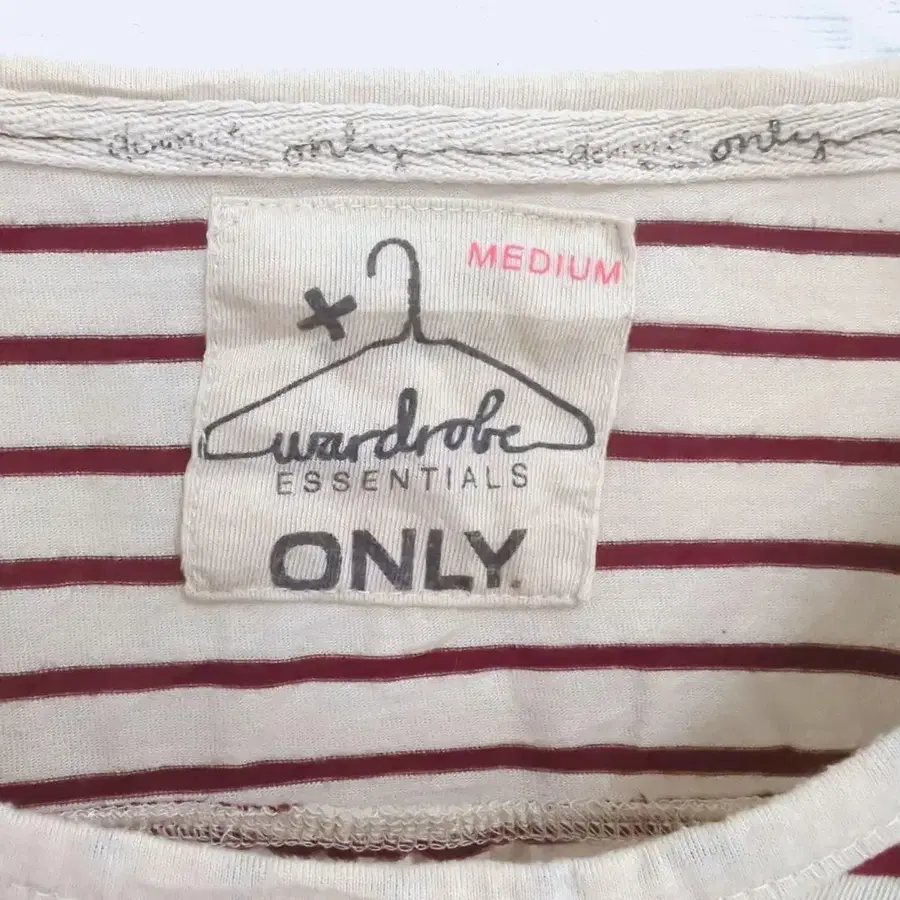 only only
MEDIUM
wardrobe
ESSENTIALS
ONLY.